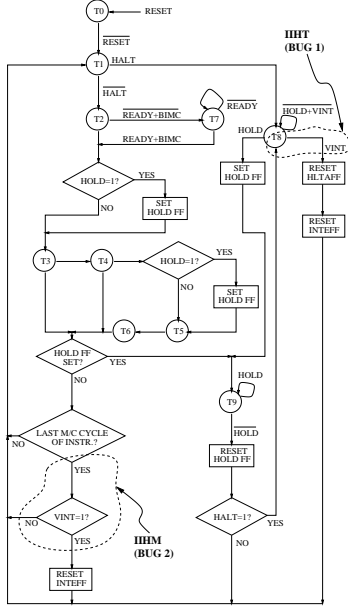 T0
RESET
RESET
T1
HALT
HALT
T2
READY+BIMC
T7
READY
READY+BIMC
HOLD=1?
YES
NO
SET
HOLD FF
IIHT
(BUG 1)
HOLD+VINT
HOLD
T8
VINT
SET
HOLD FF
RESET
HLTAFF
RESET
INTEFF
T3
T4
HOLD=1?
YES
NO
SET
HOLD FF
T6
T5
HOLD FF
SET?
YES
NO
HOLD
T9
HOLD
RESET
HOLD FF
LAST M/C CYCLE
OF INSTR.?
NO
YES
VINT=1?
NO
YES
IIHM
(BUG 2)
HALT=1?
YES
NO
RESET
INTEFF